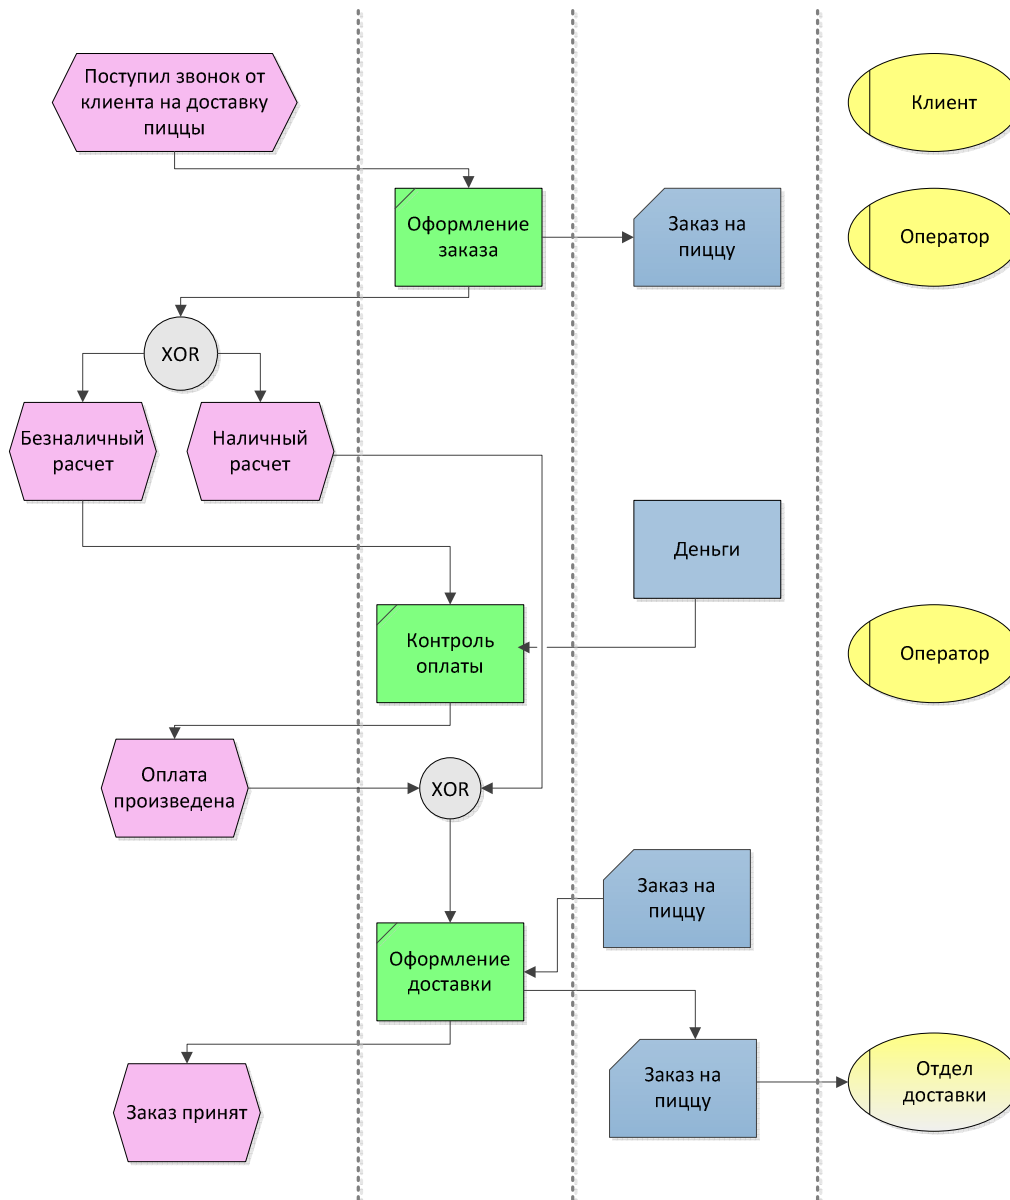 Поступил звонок от
клиента на доставку
пиццы
Клиент
Оформление
заказа
Заказ на
пиццу
Оператор
XOR
Безналичный
расчет
Наличный
расчет
Деньги
Контроль
оплаты
Оператор
Оплата
произведена
XOR
Заказ на
пиццу
Оформление
доставки
Заказ принят
Заказ на
пиццу
Отдел
доставки